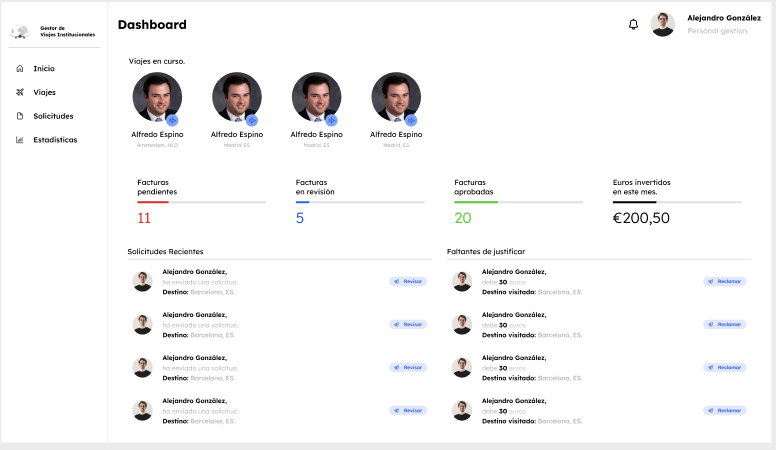 Gestor de
Viajes Institucionales
Dashboard
Alejandro González
Personal gestion
Inicio
Viajes
Solicitudes
Estadísticas
Viajes en curso.
Alfredo Espino
Amsterdam, HLO
Alfredo Espino
Madrid, ES
Alfredo Espino
Madrid, ES
Alfredo Espino
Madrid, ES
Facturas
pendientes
11
Facturas
en revisión
5
Facturas
aprobadas
20
Euros invertidos
en este mes.
€200,50
Solicitudes Recientes
Alejandro González,
ha enviado una solicitud.
Destino: Barcelona, ES.
Revisar
Alejandro González,
ha enviado una solicitud.
Destino: Barcelona, ES.
Revisar
Alejandro González,
ha enviado una solicitud.
Destino: Barcelona, ES.
Revisar
Alejandro González,
ha enviado una solicitud.
Destino: Barcelona, ES.
Revisar
Faltantes de justificar
Alejandro González,
debe 30 euros
Destino visitado: Barcelona, ES.
Reclamar
Alejandro González,
debe 30 euros
Destino visitado: Barcelona, ES.
Reclamar
Alejandro González,
debe 30 euros
Destino visitado: Barcelona, ES.
Reclamar
Alejandro González,
debe 30 euros
Destino visitado: Barcelona, ES.
Reclamar